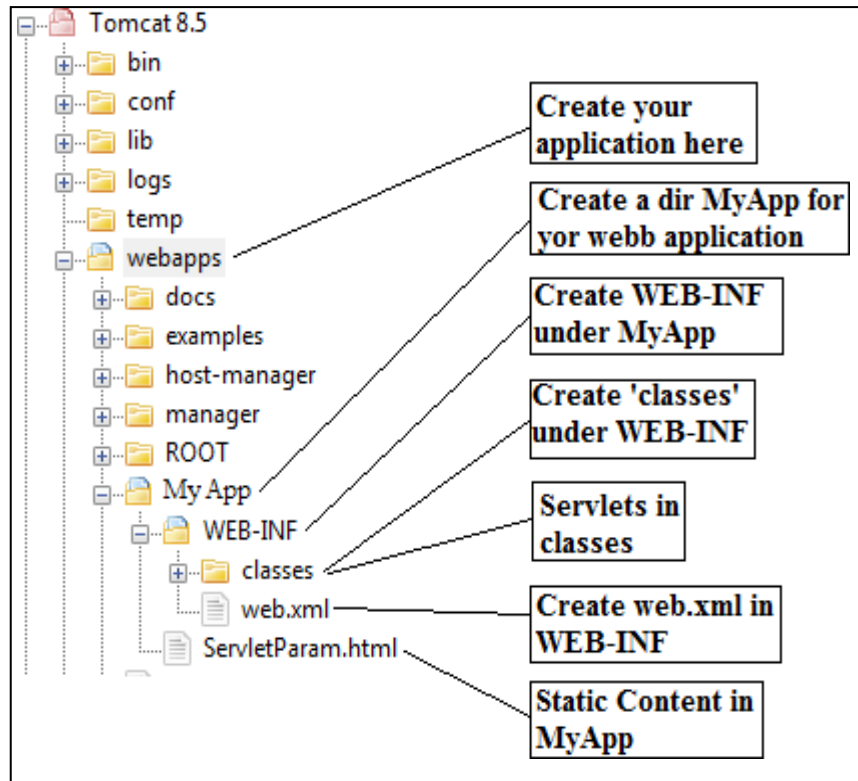 Tomcat 8.5
bin
conf
lib
logs
temp
webapps
docs
examples
host-manager
manager
ROOT
My App
WEB-INF
classes
web.xml
ServletParam.html
Create your
application here
Create a dir MyApp for
yor webb application
Create WEB-INF
under MyApp
Create 'classes'
under WEB-INF
Servlets in
classes
Create web.xml in
WEB-INF
Static Content in
MyApp